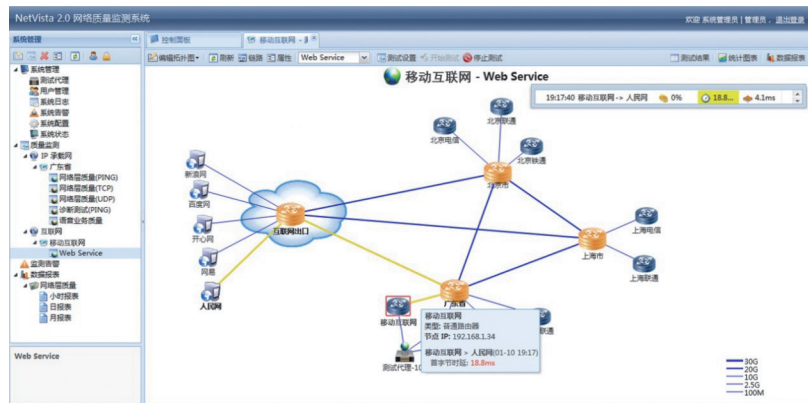 NetVista 2.0 网络质量监测系统
欢迎 系统管理员 | 管理员， 退出登录
系统管理
控制面板
移动互联网 -
编辑拓扑图
刷新
链路
属性
Web Service
测试设置
开始测试
停止测试
测试结果
统计图表
数据报表
系统管理
测试代理
用户管理
系统日志
系统告警
系统配置
系统状态
质量监测
IP 承载网
广东省
网络层质量(PING)
网络层质量(TCP)
网络层质量(UDP)
诊断测试(PING)
语音业务质量
互联网
移动互联网
Web Service
监测告警
数据报表
网络层质量
小时报表
日报表
月报表
Web Service
移动互联网 - Web Service
19:17:40 移动互联网-> 人民网 0% 18.8... 4.1ms
北京联通
北京电信
北京铁通
北京市
新浪网
百度网
开心网
网易
人民网
互联网出口
上海电信
上海市
上海联通
广东省
移动互联网
联通
测试代理-10
移动互联网
类型: 普通路由器
节点 IP: 192.168.1.34
移动互联网 > 人民网(01-10 19:17)
首字节时延: 18.8ms
30G
20G
10G
2.5G
100M